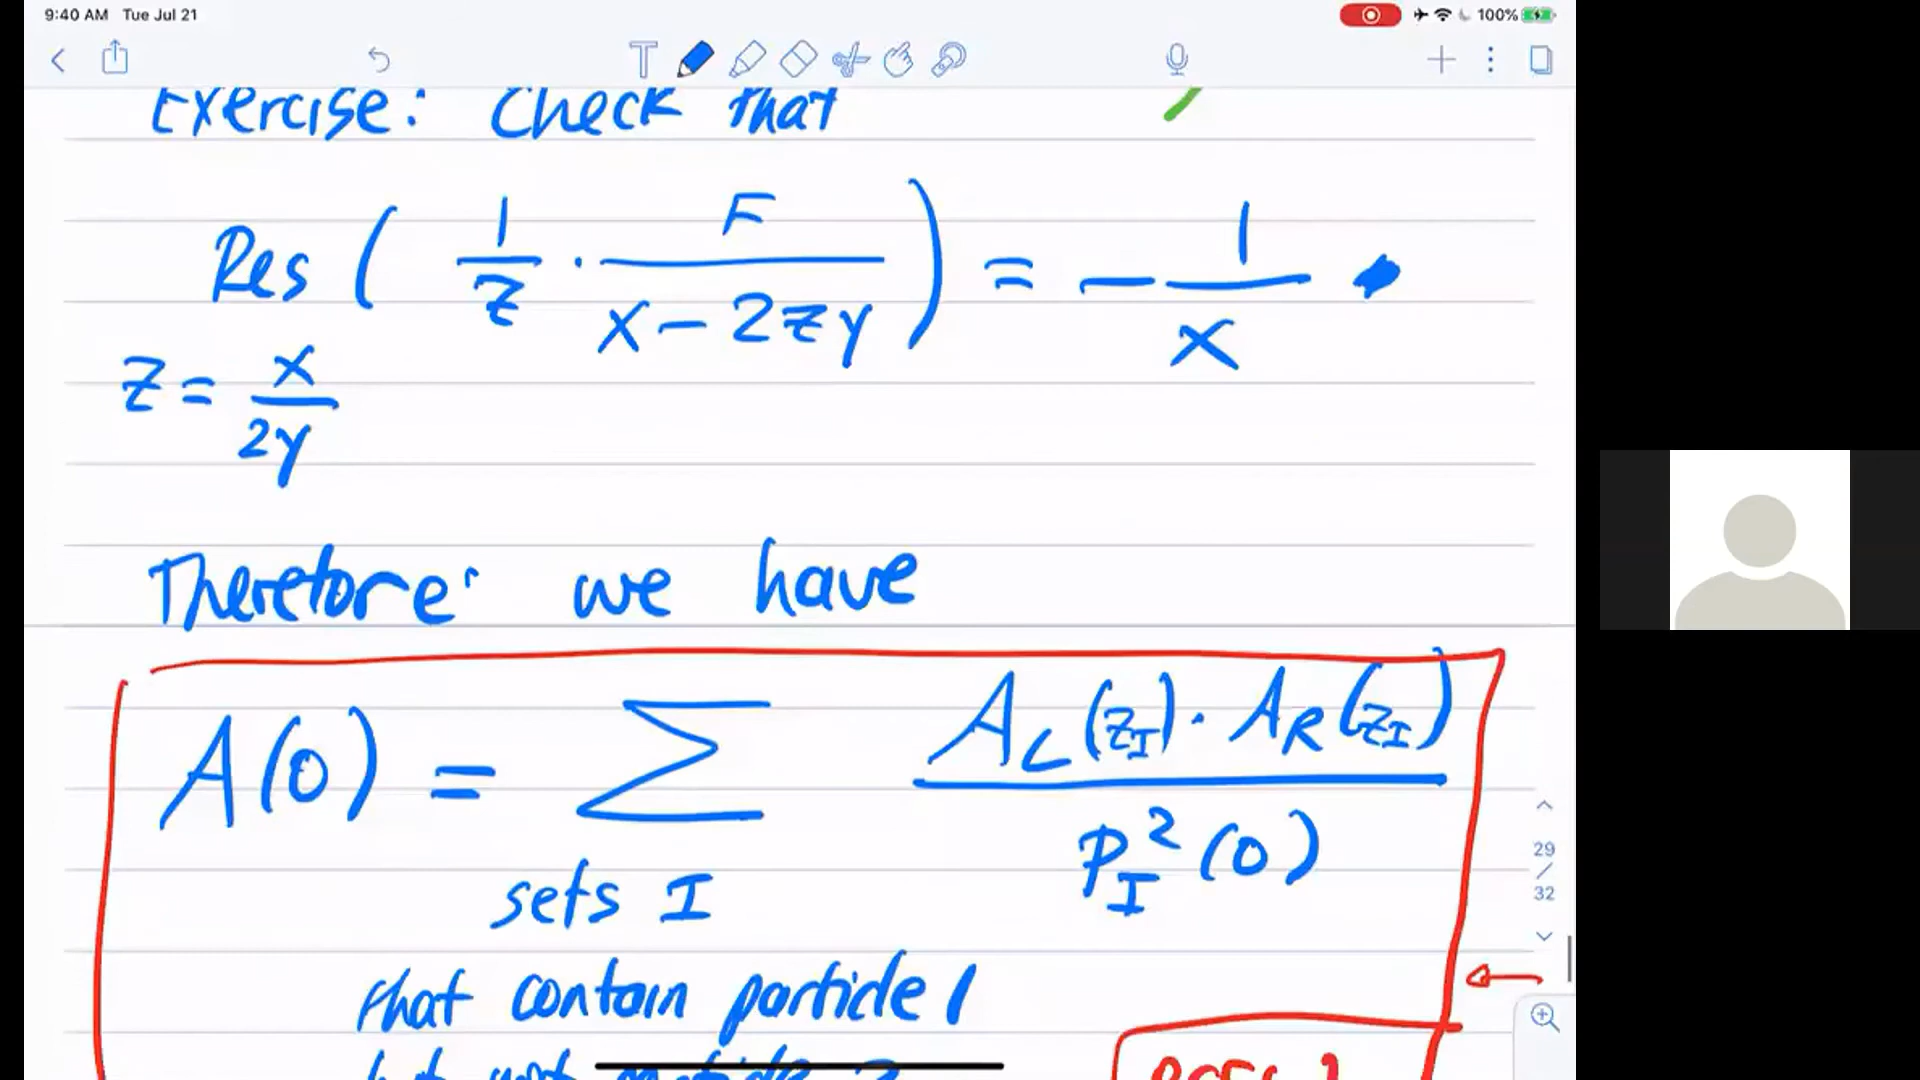 9:40 AM Tue Jul 21
100%
Exercise: Check that
Res ( 1/z · F/(x - 2zy) ) = - 1/x ·
z = x/2y
Therefore: we have
A(0) = Σ A_L(z_I) · A_R(z_I) / P_I^2(0)
sets I
that contain particle 1
29
/
32